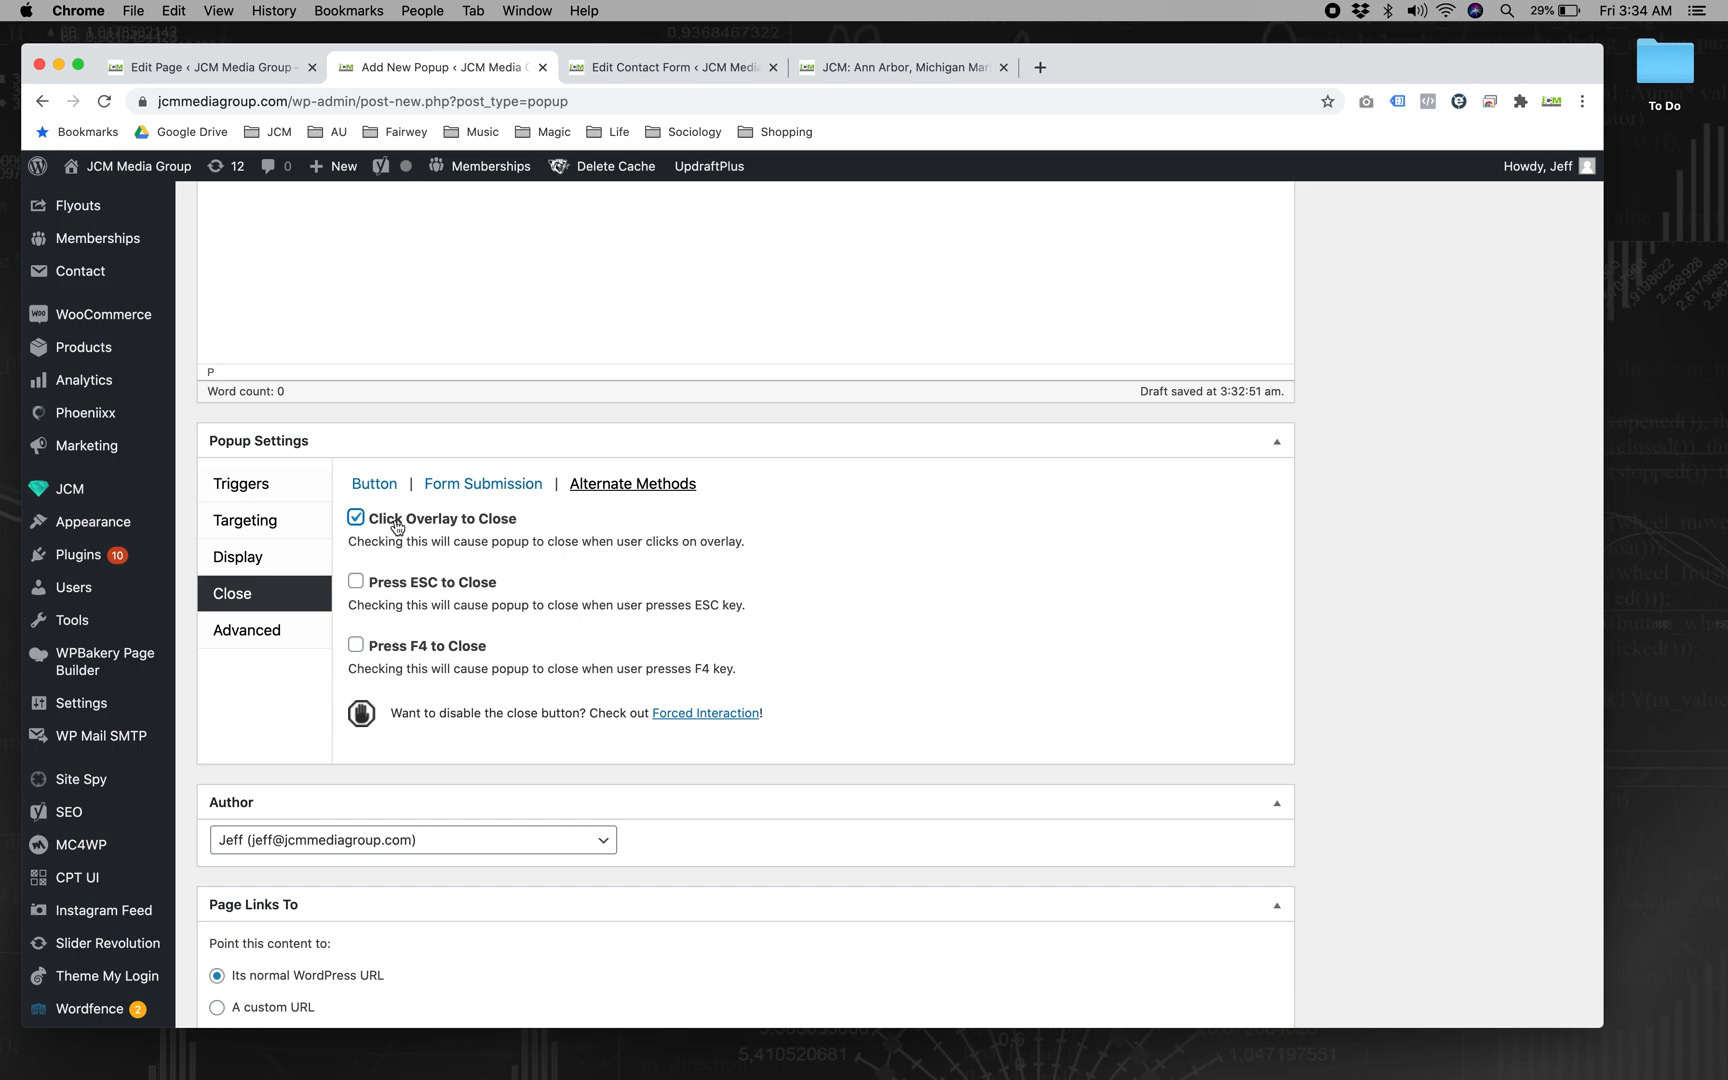 Chrome File Edit View History Bookmarks People Tab Window Help 29% Fri 3:34 AM
Edit Page ‹ JCM Media Group - Add New Popup ‹ JCM Media Edit Contact Form ‹ JCM Media JCM: Ann Arbor, Michigan Mar
To Do
jcmmediagroup.com/wp-admin/post-new.php?post_type=popup
Bookmarks Google Drive JCM AU Fairwey Music Magic Life Sociology Shopping
JCM Media Group 12 0 New Memberships Delete Cache UpdraftPlus Howdy, Jeff
Flyouts
Memberships
Contact
WooCommerce
Products
Analytics
Phoeniixx
Marketing
JCM
Appearance
Plugins 10
Users
Tools
WPBakery Page
Builder
Settings
WP Mail SMTP
Site Spy
SEO
MC4WP
CPT UI
Instagram Feed
Slider Revolution
Theme My Login
Wordfence 2
P
Word count: 0 Draft saved at 3:32:51 am.
Popup Settings
Triggers
Targeting
Display
Close
Advanced
Button | Form Submission | Alternate Methods
Click Overlay to Close
Checking this will cause popup to close when user clicks on overlay.
Press ESC to Close
Checking this will cause popup to close when user presses ESC key.
Press F4 to Close
Checking this will cause popup to close when user presses F4 key.
Want to disable the close button? Check out Forced Interaction!
Author
Jeff (jeff@jcmmediagroup.com)
Page Links To
Point this content to:
Its normal WordPress URL
A custom URL
0,9368467322
5,410520681
1,047197551